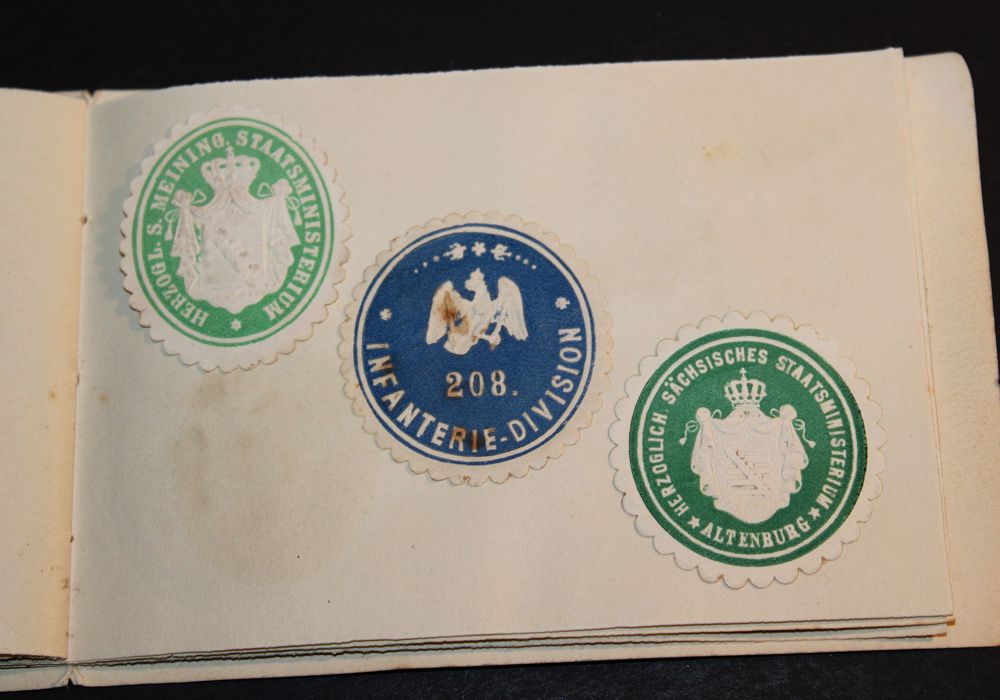 HERZOGL. S. MEINING. STAATSMINISTERIUM
208.
INFANTERIE-DIVISION
HERZOGLICH SÄCHSISCHES STAATSMINISTERIUM
ALTENBURG